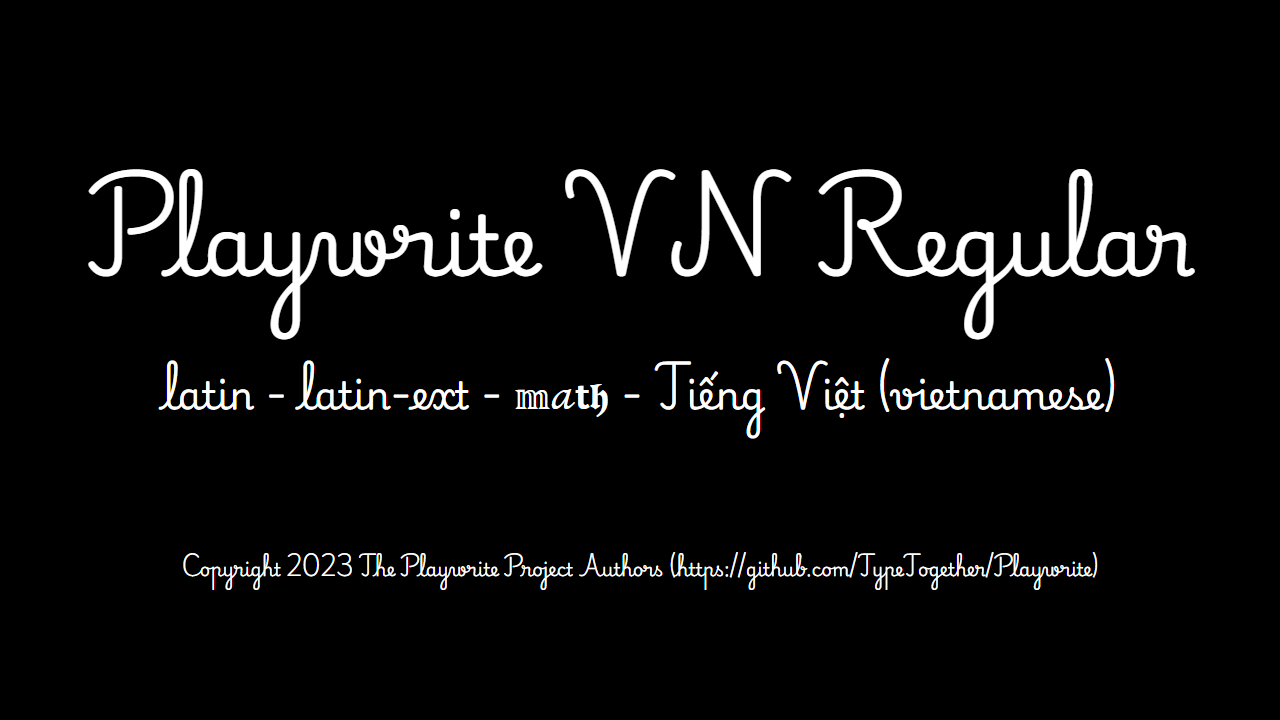 Playwrite VN Regular
latin - latin-ext - 𝕞𝑎𝐭𝖍 - Tiếng Việt (vietnamese)
Copyright 2023 The Playwrite Project Authors (https://github.com/TypeTogether/Playwrite)